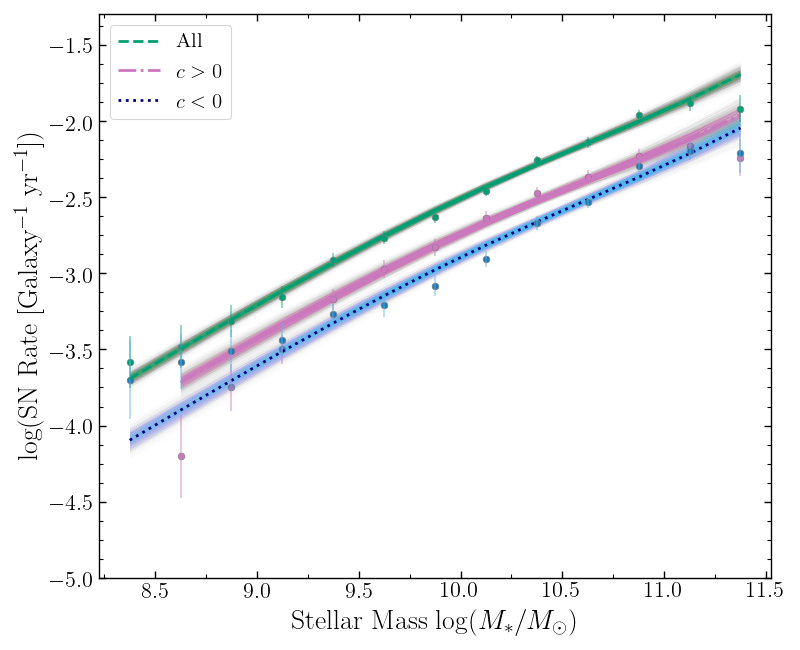 All
c > 0
c < 0
−1.5
−2.0
−2.5
−3.0
−3.5
−4.0
−4.5
−5.0
log(SN Rate [Galaxy⁻¹ yr⁻¹])
8.5 9.0 9.5 10.0 10.5 11.0 11.5
Stellar Mass log(M*/M⊙)